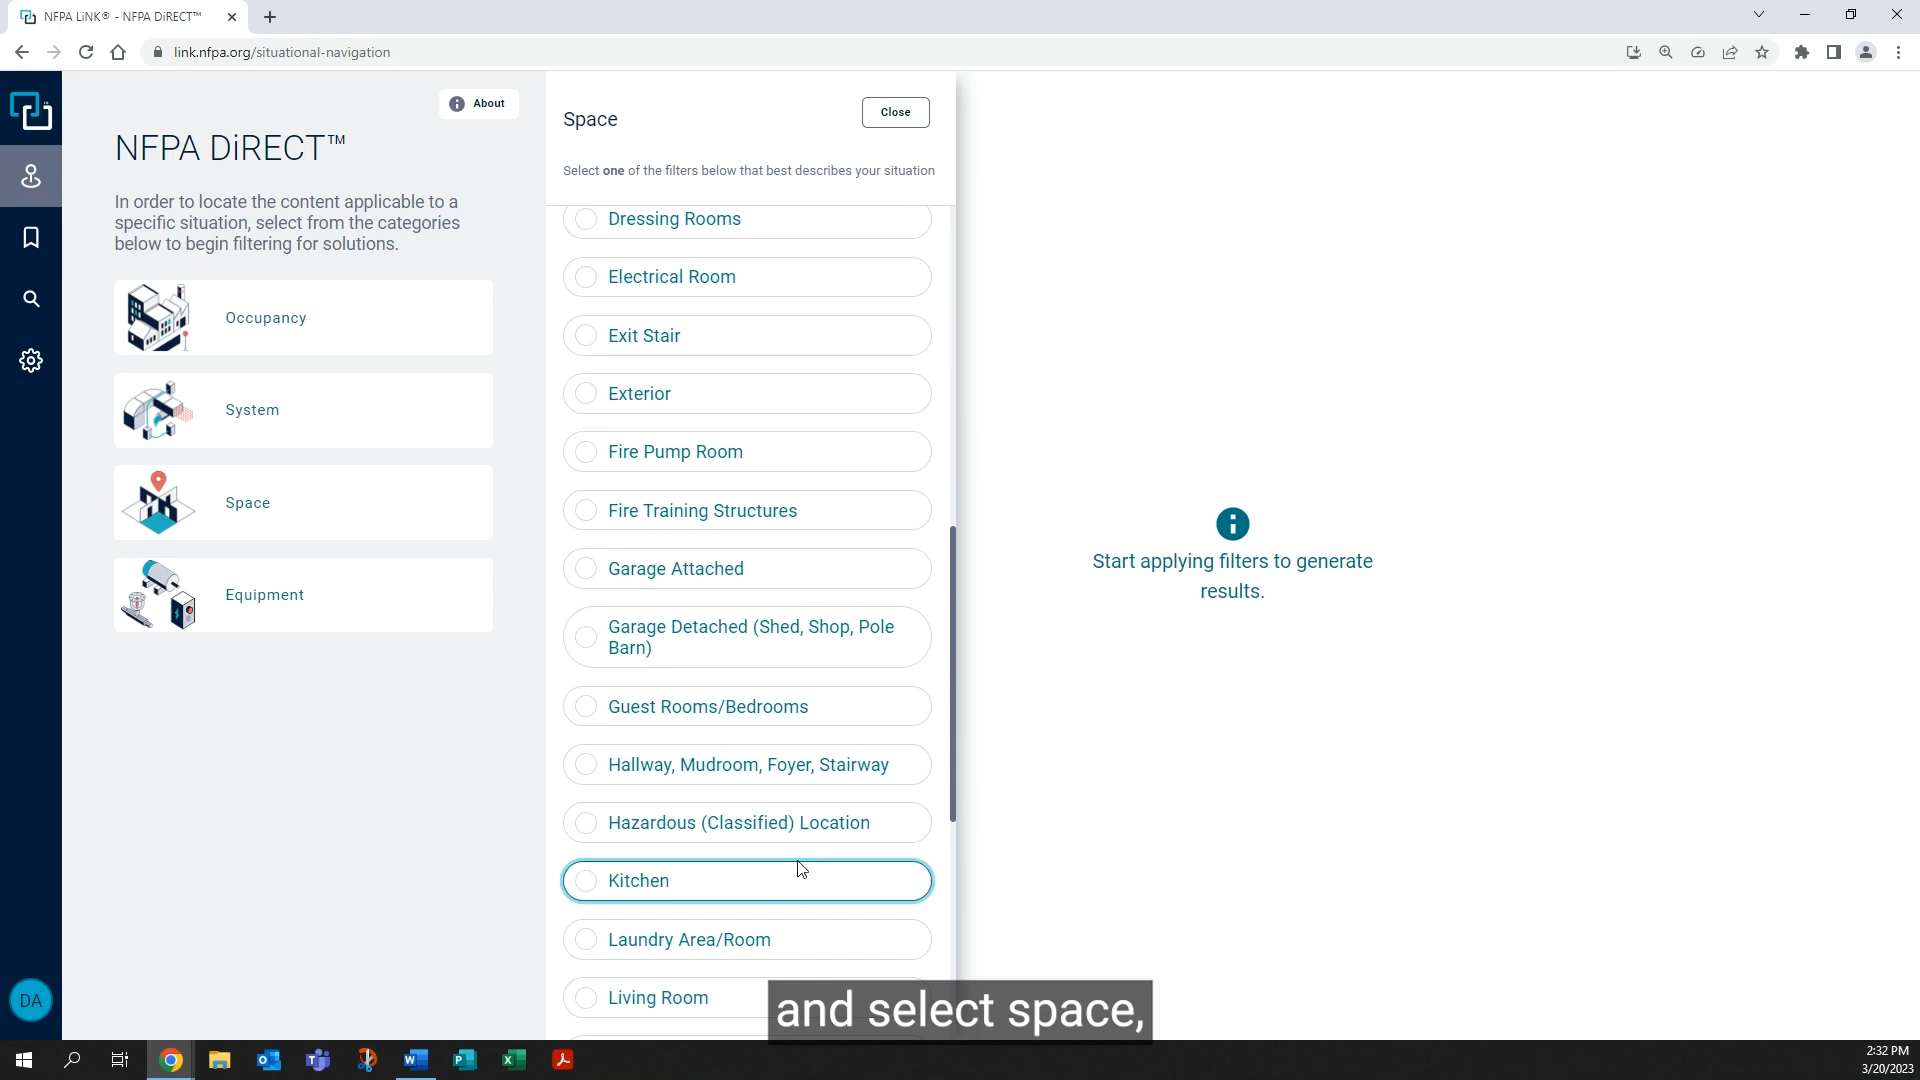 NFPA LiNK® - NFPA DiRECT™
link.nfpa.org/situational-navigation
About
NFPA DiRECT™
In order to locate the content applicable to a
specific situation, select from the categories
below to begin filtering for solutions.
Occupancy
System
Space
Equipment
DA
Space
Close
Select one of the filters below that best describes your situation
Dressing Rooms
Electrical Room
Exit Stair
Exterior
Fire Pump Room
Fire Training Structures
Garage Attached
Garage Detached (Shed, Shop, Pole
Barn)
Guest Rooms/Bedrooms
Hallway, Mudroom, Foyer, Stairway
Hazardous (Classified) Location
Kitchen
Laundry Area/Room
Living Room
Start applying filters to generate
results.
and select space,
2:32 PM
3/20/2023